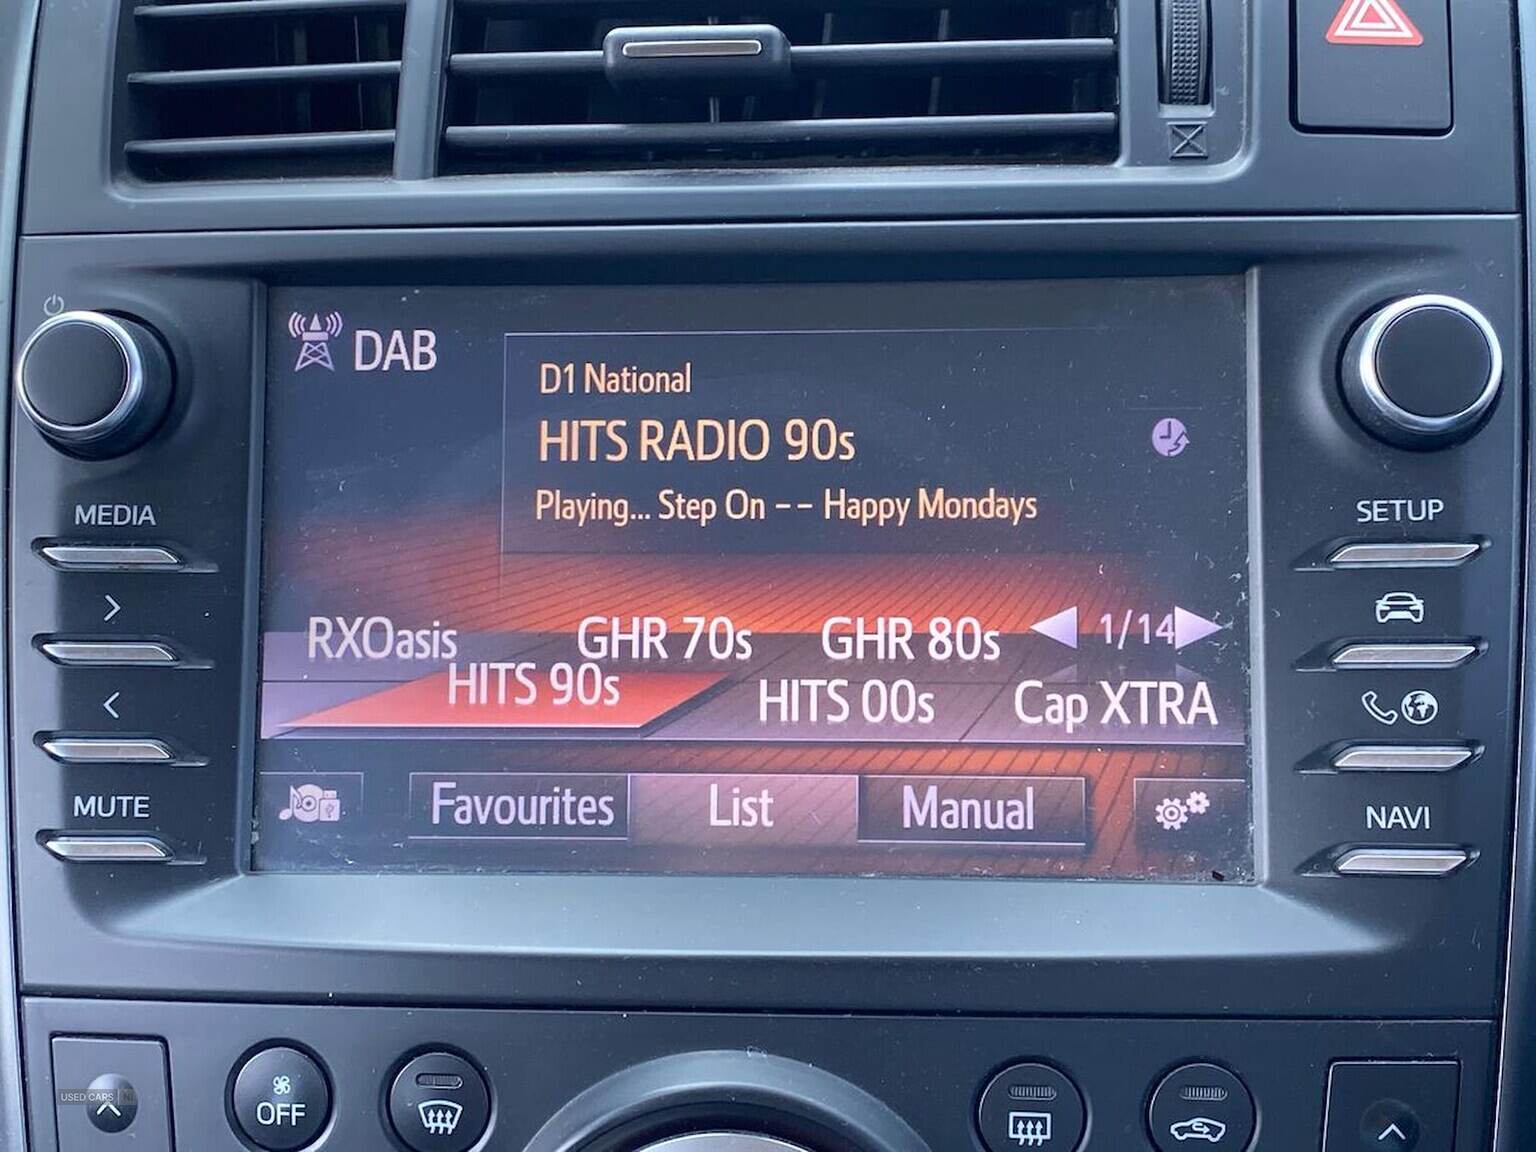 DAB
D1 National
HITS RADIO 90s
Playing... Step On -- Happy Mondays
MEDIA
SETUP
RXOasis GHR 70s GHR 80s 1/14
HITS 90s HITS 00s Cap XTRA
MUTE
Favourites List Manual
NAVI
USED CARS NI
OFF